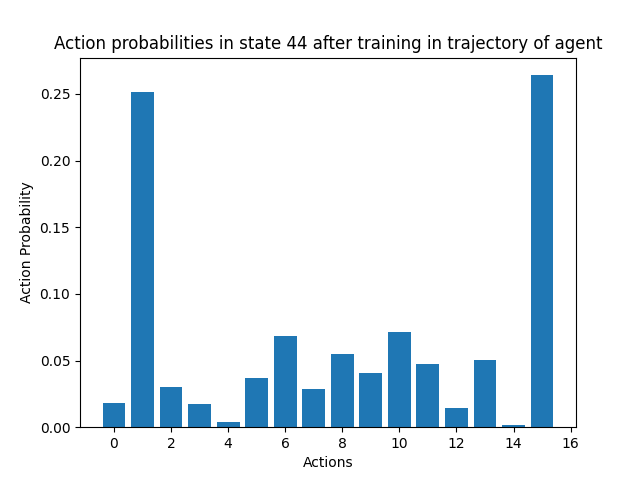 Action probabilities in state 44 after training in trajectory of agent
0.25
0.20
0.15
0.10
0.05
0.00
Action Probability
0 2 4 6 8 10 12 14 16
Actions